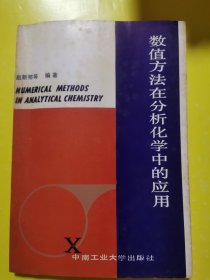 数值方法在分析化学中的应用
编著
NUMERICAL METHODS
IN ANALYTICAL CHEMISTRY
X
中南工业大学出版社